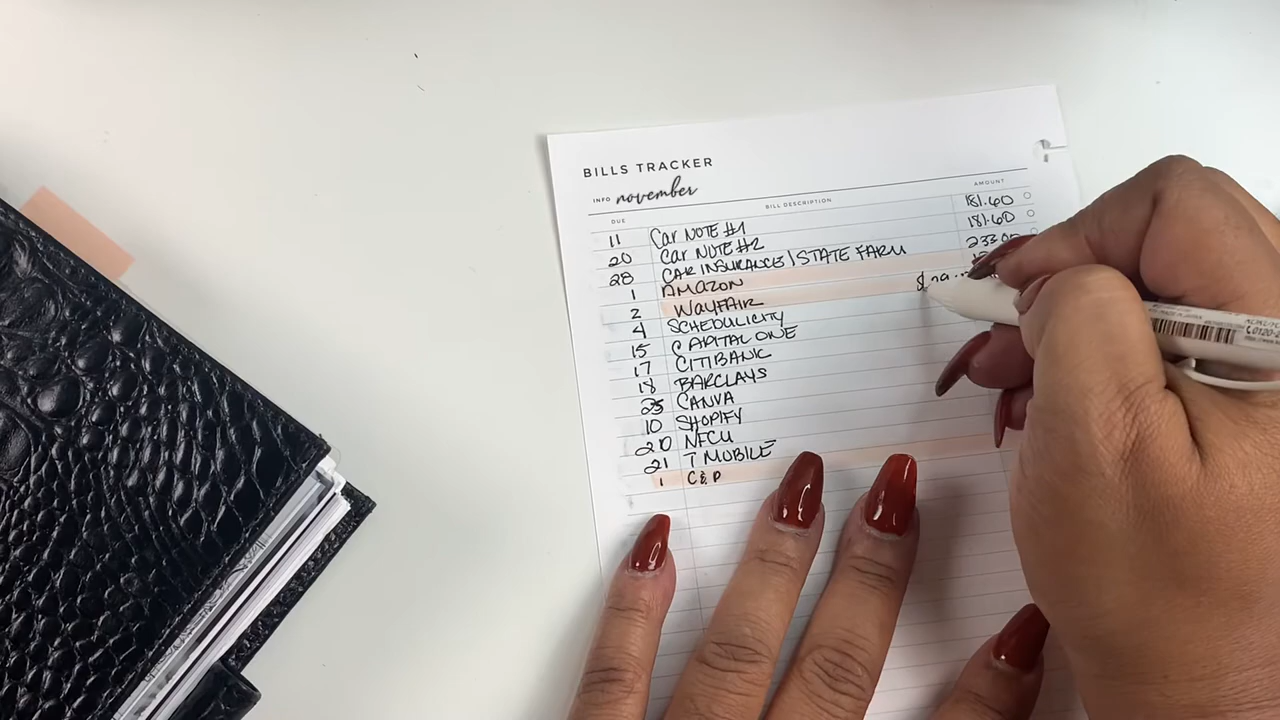 BILLS TRACKER
INFO november
DUE BILL DESCRIPTION AMOUNT
11 Car NOTE #1 181.60
20 Car NOTE #2 181.60
28 CAR INSURANCE / STATE FARM 233.00
1 AMAZON
2 WAYFAIR
4 SCHEDULICITY
15 CAPITAL ONE
17 CITIBANK
18 BARCLAYS
25 CANVA
10 SHOPIFY
20 NFCU
21 T MOBILE
1 C & P